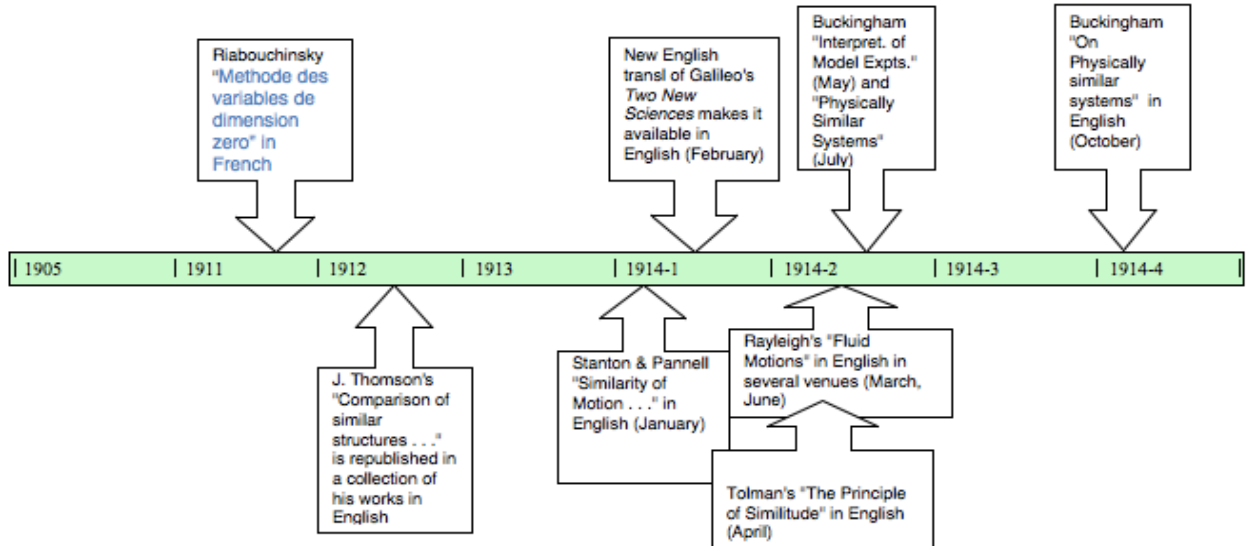 Riabouchinsky
"Methode des
variables de
dimension
zero" in
French
New English
transl of Galileo's
Two New
Sciences makes it
available in
English (February)
Buckingham
"Interpret. of
Model Expts."
(May) and
"Physically
Similar
Systems"
(July)
Buckingham
"On
Physically
similar
systems" in
English
(October)
| 1905 | 1911 | 1912 | 1913 | 1914-1 | 1914-2 | 1914-3 | 1914-4 |
J. Thomson's
"Comparison of
similar
structures . . ."
is republished in
a collection of
his works in
English
Stanton & Pannell
"Similarity of
Motion . . ." in
English (January)
Rayleigh's "Fluid
Motions" in English in
several venues (March,
June)
Tolman's "The Principle
of Similitude" in English
(April)